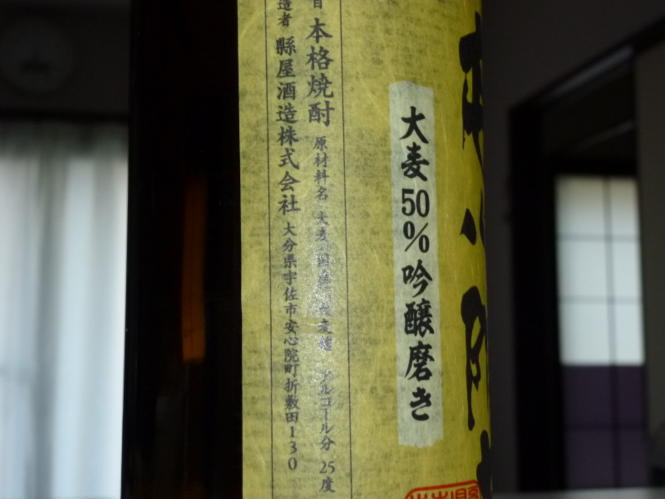 大麦50%吟醸磨き
本格焼酎 原材料名 大麦 アルコール分 25度
造者 縣屋酒造株式会社 大分県宇佐市安心院町折敷田130